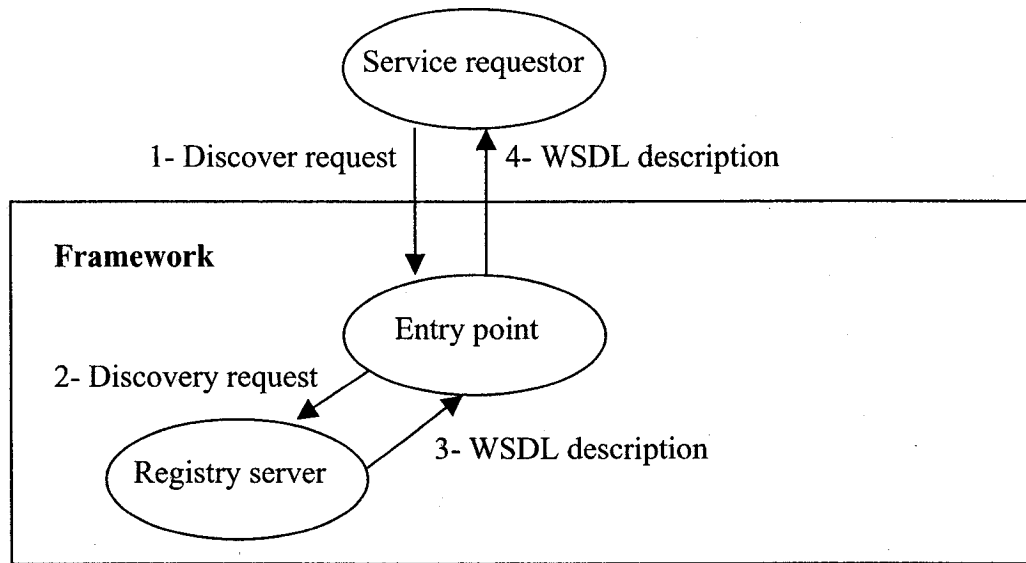 Service requestor
1- Discover request
4- WSDL description
Framework
Entry point
2- Discovery request
3- WSDL description
Registry server